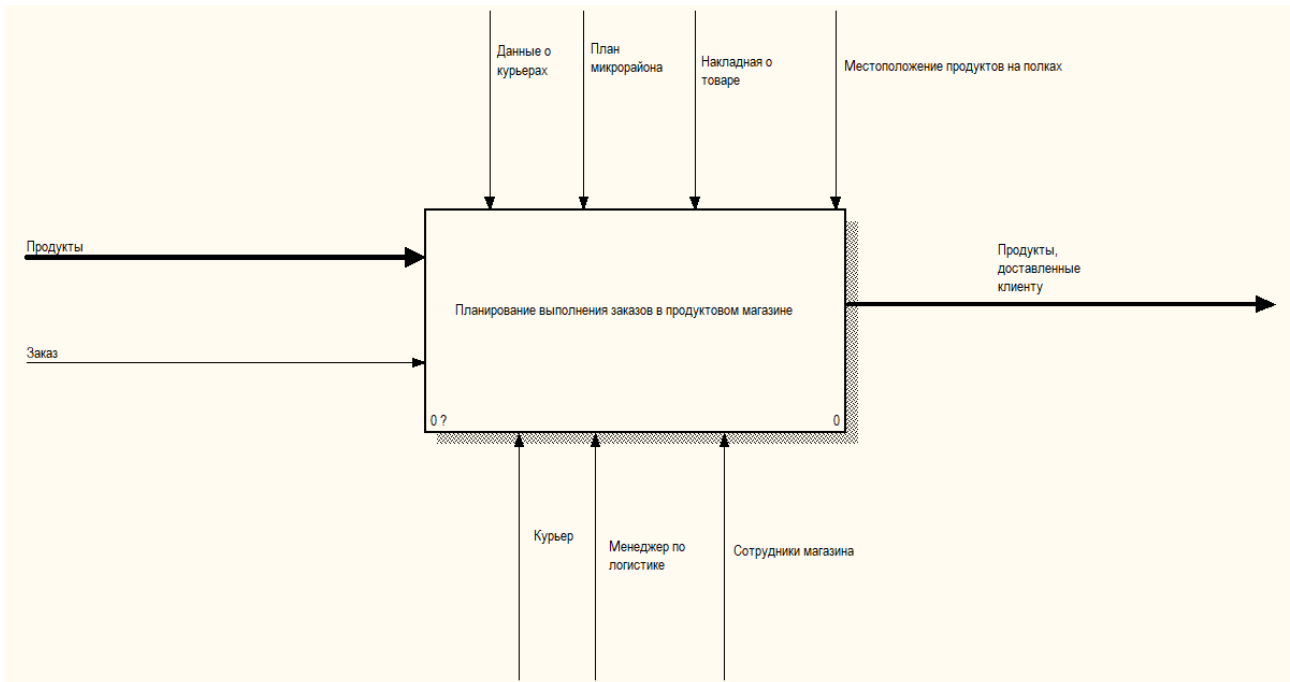 Данные о
курьерах
План
микрорайона
Накладная о
товаре
Местоположение продуктов на полках
Продукты
Продукты,
доставленные
клиенту
Планирование выполнения заказов в продуктовом магазине
Заказ
0 ?
0
Курьер
Менеджер по
логистике
Сотрудники магазина